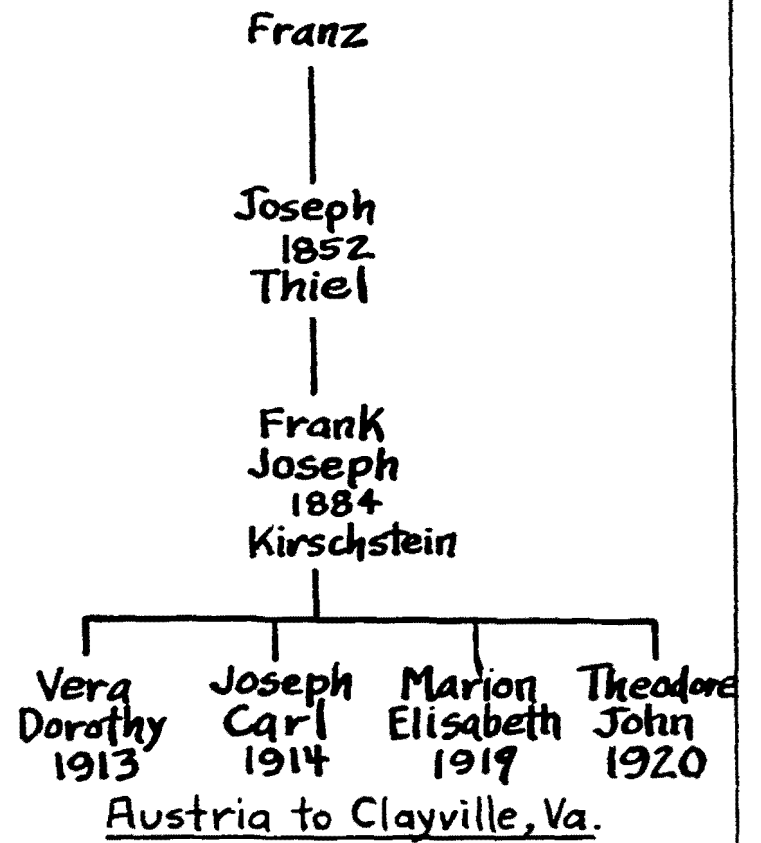 Franz
Joseph
1852
Thiel
Frank
Joseph
1884
Kirschstein
Vera
Dorothy
1913
Joseph
Carl
1914
Marion
Elisabeth
1919
Theodore
John
1920
Austria to Clayville, Va.